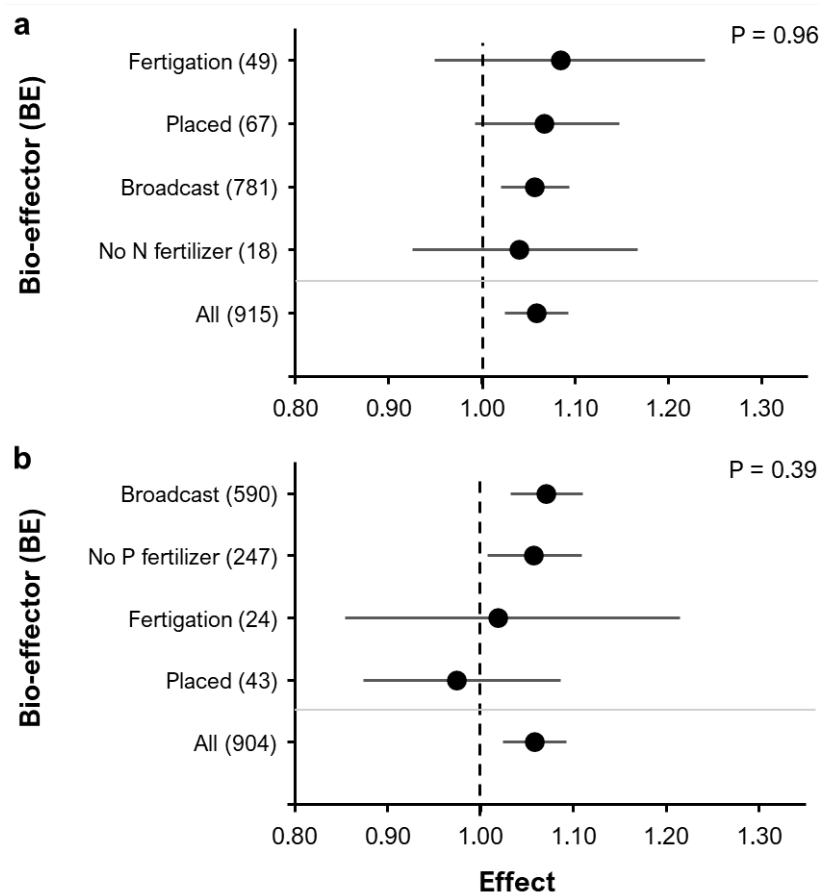 a
P = 0.96
Bio-effector (BE)
Fertigation (49)
Placed (67)
Broadcast (781)
No N fertilizer (18)
All (915)
0.80 0.90 1.00 1.10 1.20 1.30
b
P = 0.39
Bio-effector (BE)
Broadcast (590)
No P fertilizer (247)
Fertigation (24)
Placed (43)
All (904)
0.80 0.90 1.00 1.10 1.20 1.30
Effect